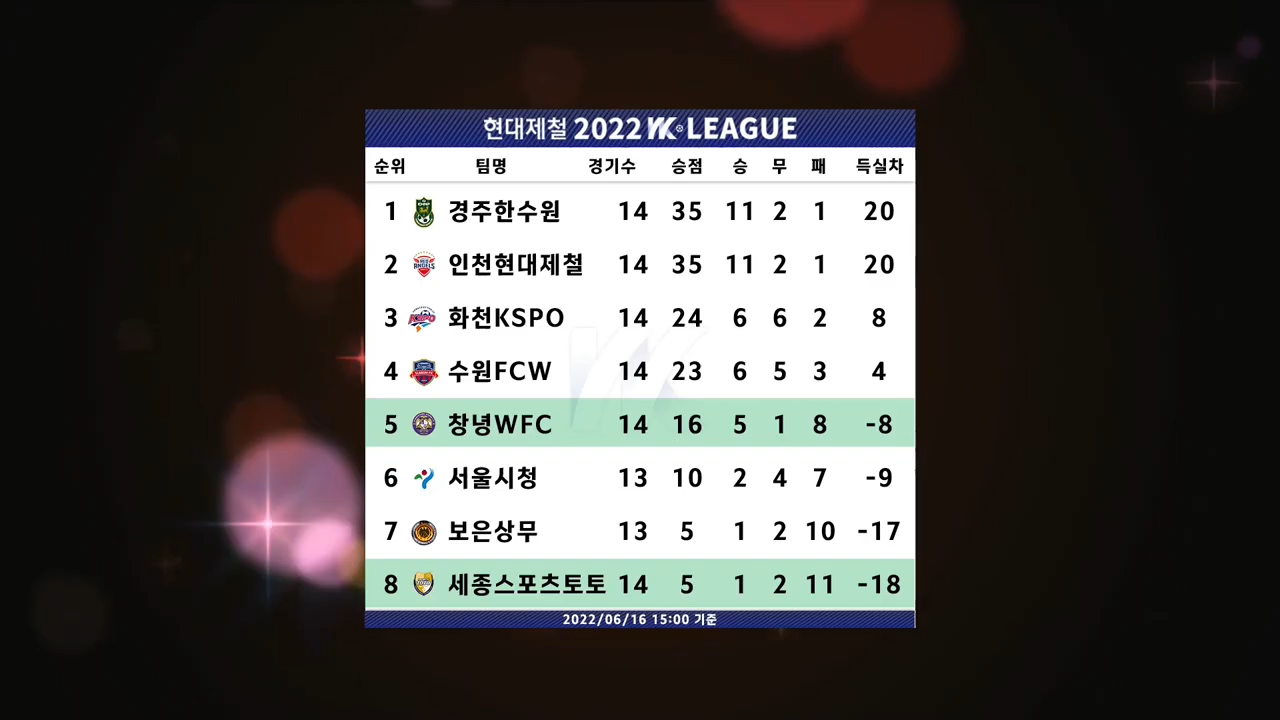 현대제철 2022 WK LEAGUE
순위 팀명 경기수 승점 승 무 패 득실차
1 경주한수원 14 35 11 2 1 20
2 인천현대제철 14 35 11 2 1 20
3 화천KSPO 14 24 6 6 2 8
4 수원FCW 14 23 6 5 3 4
5 창녕WFC 14 16 5 1 8 -8
6 서울시청 13 10 2 4 7 -9
7 보은상무 13 5 1 2 10 -17
8 세종스포츠토토 14 5 1 2 11 -18
2022/06/16 15:00 기준